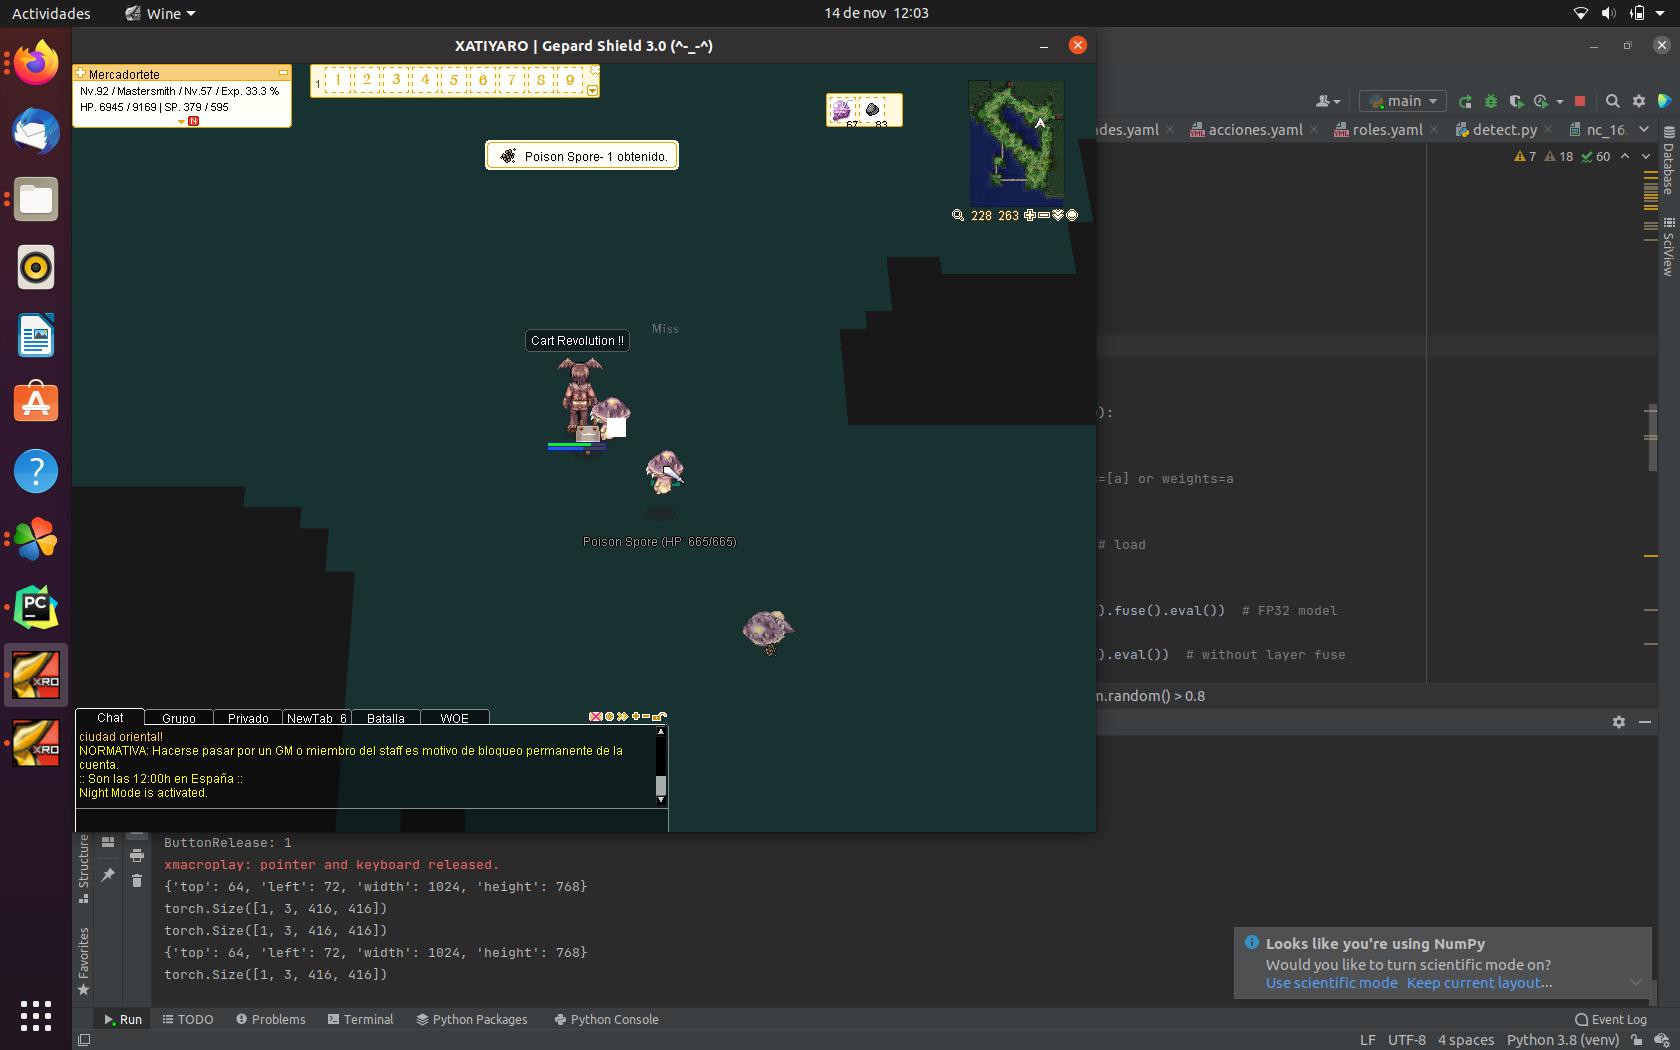 Actividades
Wine
14 de nov 12:03
XATIYARO | Gepard Shield 3.0 (^-_-^)
Mercadortete
Nv.92 / Mastersmith / Nv.57 / Exp. 33.3 %
HP. 6945 / 9169 | SP. 379 / 595
N
1
1 2 3 4 5 6 7 8 9
67 83
Poison Spore- 1 obtenido.
228 263
Miss
Cart Revolution !!
Poison Spore (HP: 665/665)
Chat
Grupo
Privado
NewTab_6
Batalla
WOE
ciudad oriental!
NORMATIVA: Hacerse pasar por un GM o miembro del staff es motivo de bloqueo permanente de la
cuenta.
:: Son las 12:00h en España ::
Night Mode is activated.
main
des.yaml
acciones.yaml
roles.yaml
detect.py
nc_16.
7 18 60
Database
SciView
):
=[a] or weights=a
# load
).fuse().eval()) # FP32 model
).eval()) # without layer fuse
m.random() > 0.8
PC
XRO
XRO
Structure
Favorites
ButtonRelease: 1
xmacroplay: pointer and keyboard released.
{'top': 64, 'left': 72, 'width': 1024, 'height': 768}
torch.Size([1, 3, 416, 416])
torch.Size([1, 3, 416, 416])
{'top': 64, 'left': 72, 'width': 1024, 'height': 768}
torch.Size([1, 3, 416, 416])
Looks like you're using NumPy
Would you like to turn scientific mode on?
Use scientific mode Keep current layout...
Run
TODO
Problems
Terminal
Python Packages
Python Console
Event Log
LF UTF-8 4 spaces Python 3.8 (venv)